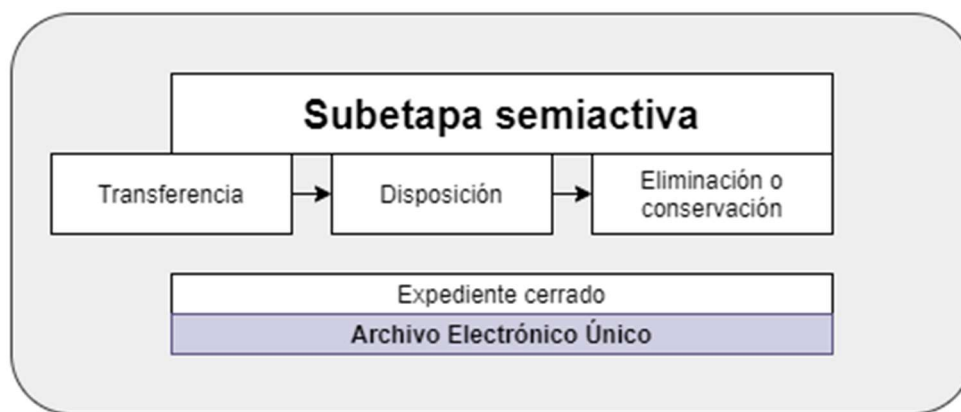 Subetapa semiactiva
Transferencia
Disposición
Eliminación o
conservación
Expediente cerrado
Archivo Electrónico Único